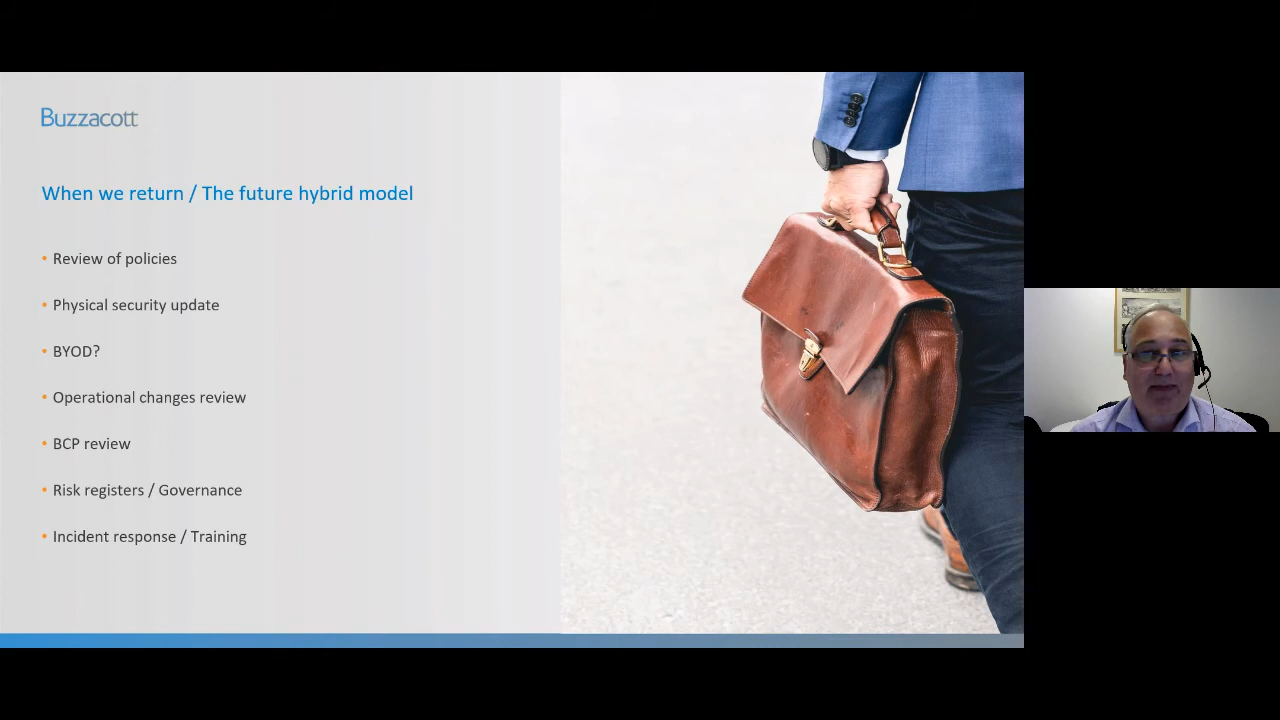 Buzzacott
When we return / The future hybrid model
• Review of policies
• Physical security update
• BYOD?
• Operational changes review
• BCP review
• Risk registers / Governance
• Incident response / Training